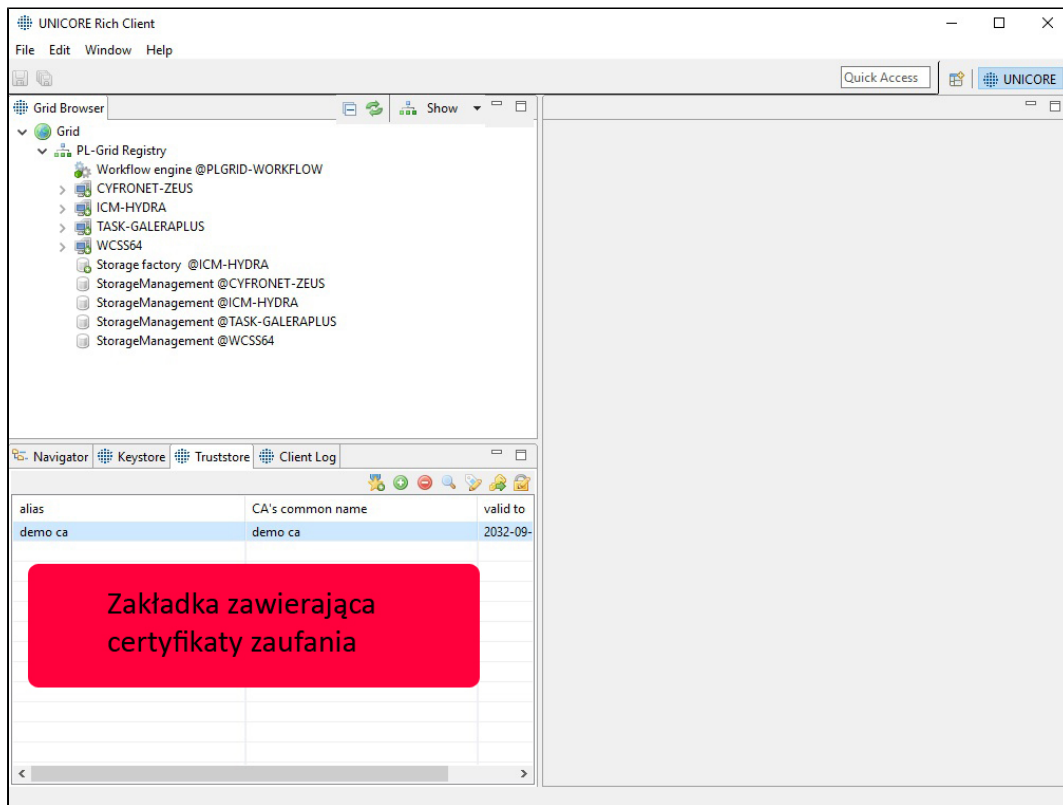 UNICORE Rich Client
File Edit Window Help
Quick Access
UNICORE
Grid Browser
Show
Grid
PL-Grid Registry
Workflow engine @PLGRID-WORKFLOW
CYFRONET-ZEUS
ICM-HYDRA
TASK-GALERAPLUS
WCSS64
Storage factory @ICM-HYDRA
StorageManagement @CYFRONET-ZEUS
StorageManagement @ICM-HYDRA
StorageManagement @TASK-GALERAPLUS
StorageManagement @WCSS64
Navigator Keystore Truststore Client Log
alias CA's common name valid to
demo ca demo ca 2032-09-
Zakładka zawierająca
certyfikaty zaufania